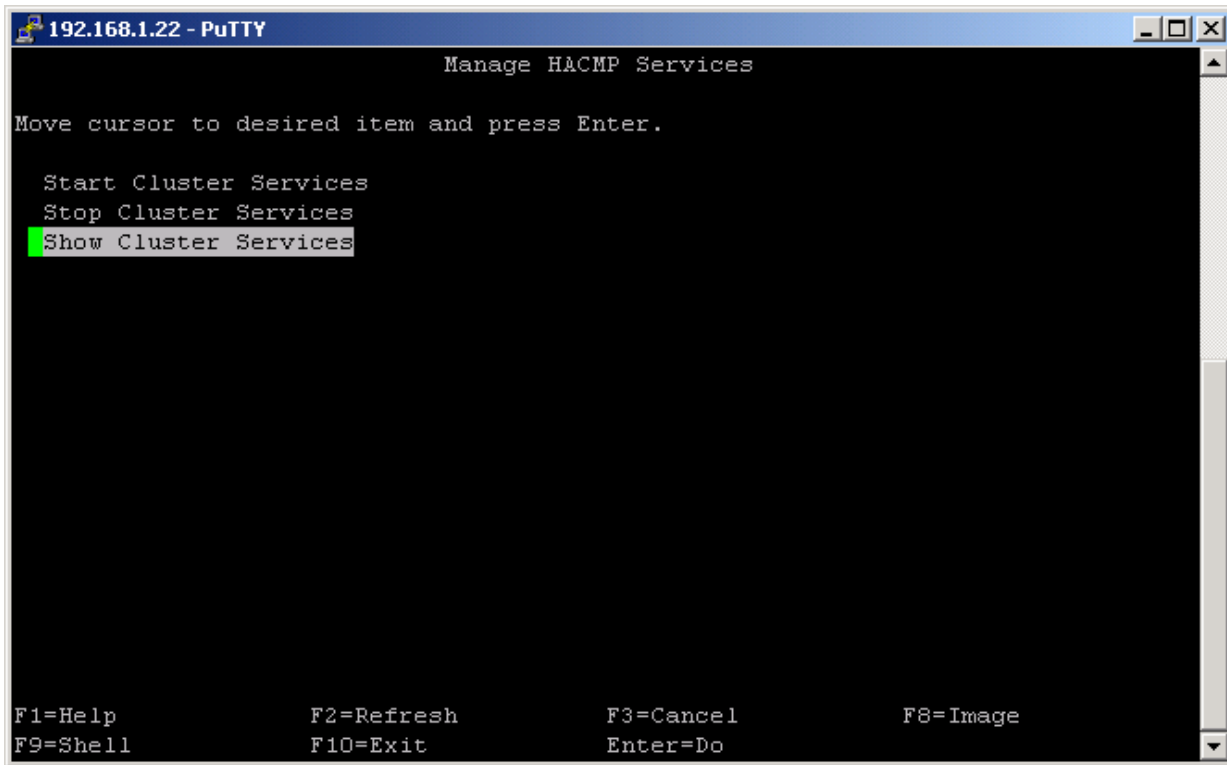 192.168.1.22 - PuTTY
Manage HACMP Services
Move cursor to desired item and press Enter.
Start Cluster Services
Stop Cluster Services
Show Cluster Services
F1=Help F2=Refresh F3=Cancel F8=Image
F9=Shell F10=Exit Enter=Do